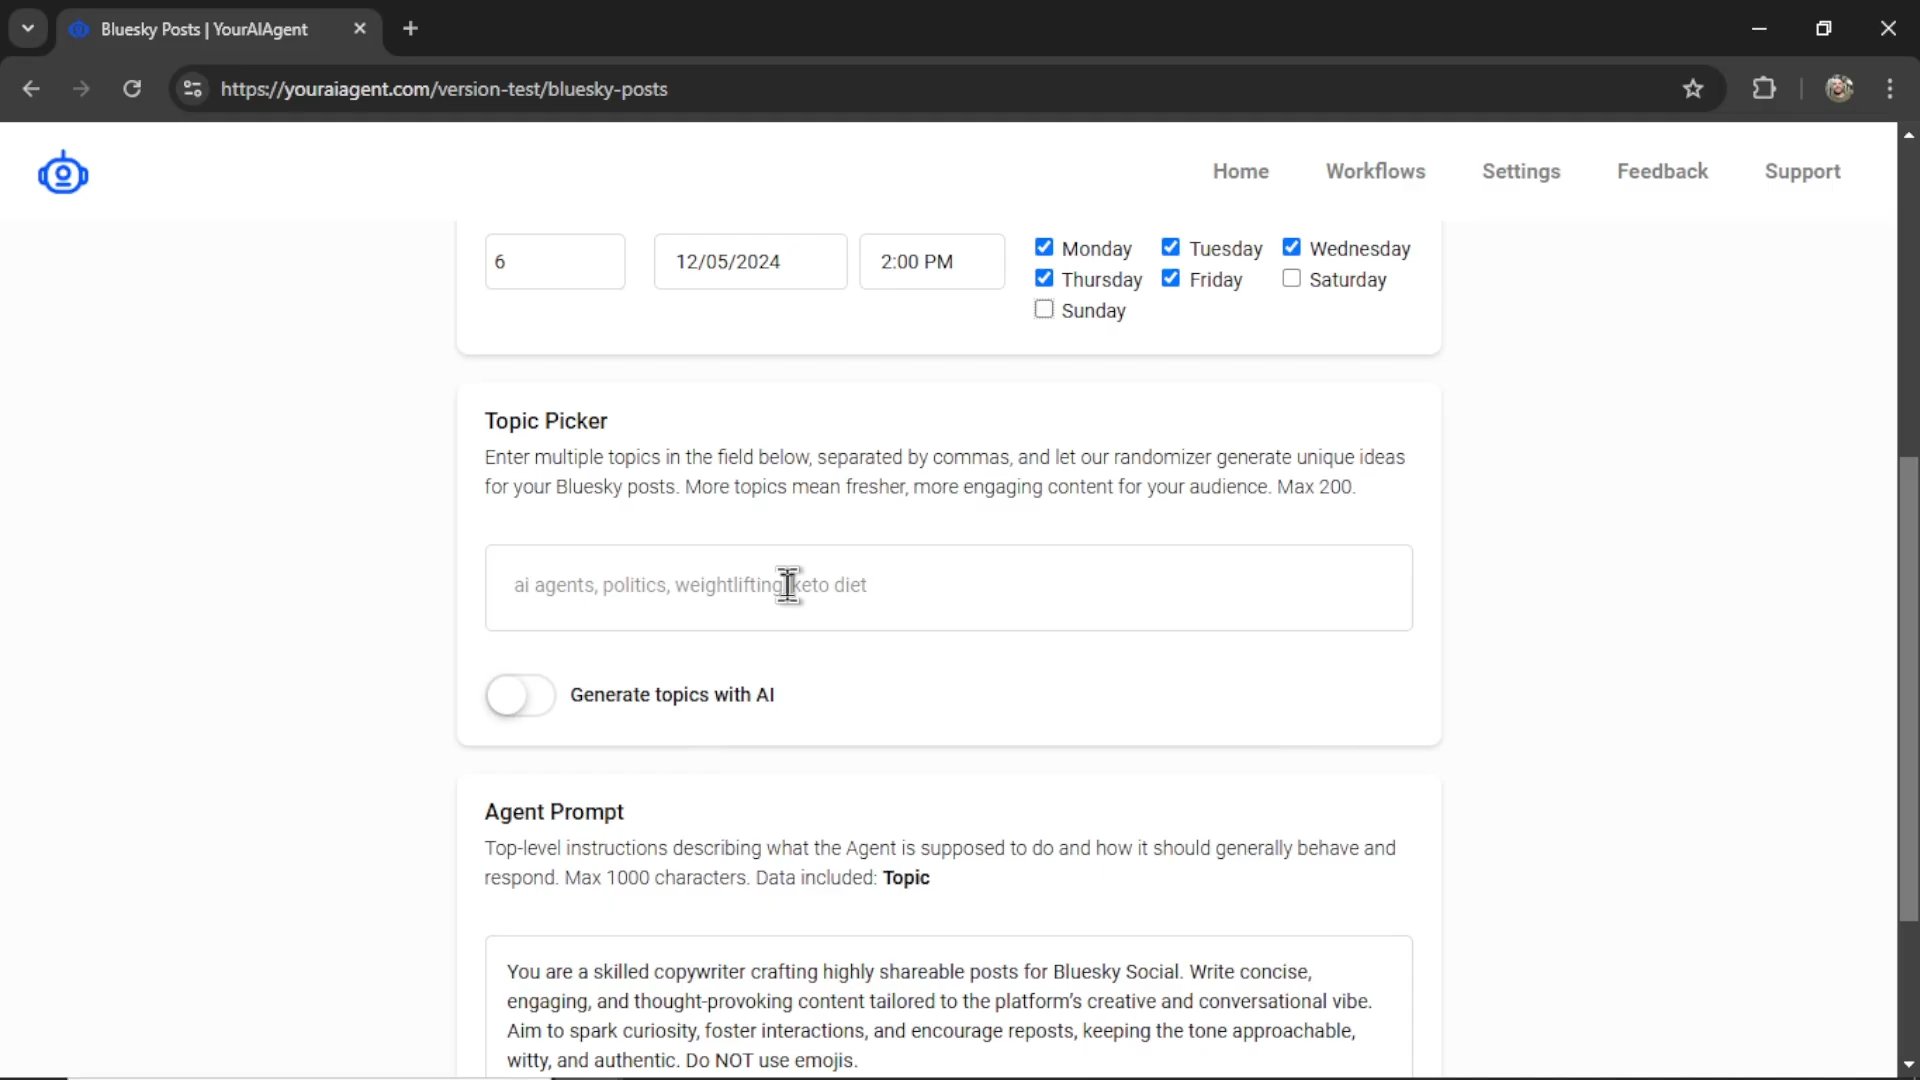 Bluesky Posts | YourAIAgent
https://youraiagent.com/version-test/bluesky-posts
Home Workflows Settings Feedback Support
6 12/05/2024 2:00 PM
Monday Tuesday Wednesday
Thursday Friday Saturday
Sunday
Topic Picker
Enter multiple topics in the field below, separated by commas, and let our randomizer generate unique ideas
for your Bluesky posts. More topics mean fresher, more engaging content for your audience. Max 200.
ai agents, politics, weightlifting, keto diet
Generate topics with AI
Agent Prompt
Top-level instructions describing what the Agent is supposed to do and how it should generally behave and
respond. Max 1000 characters. Data included: Topic
You are a skilled copywriter crafting highly shareable posts for Bluesky Social. Write concise,
engaging, and thought-provoking content tailored to the platform's creative and conversational vibe.
Aim to spark curiosity, foster interactions, and encourage reposts, keeping the tone approachable,
witty, and authentic. Do NOT use emojis.